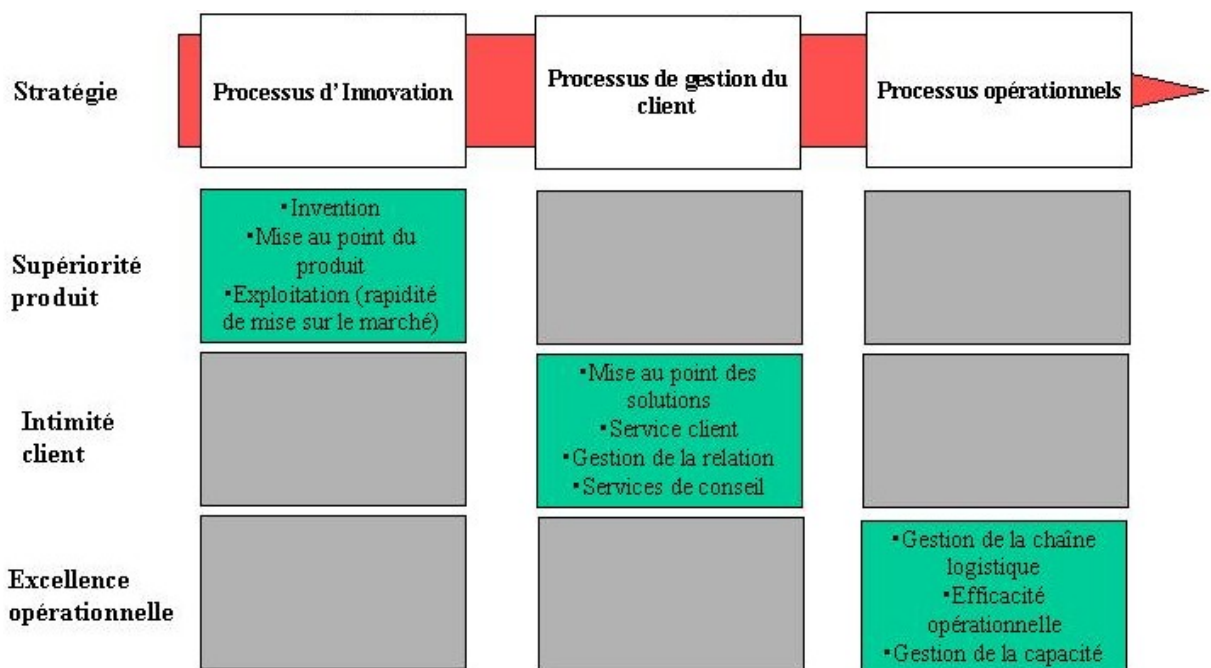 Stratégie
Processus d'Innovation
Processus de gestion du
client
Processus opérationnels
Supériorité
produit
▪Invention
▪Mise au point du
produit
▪Exploitation (rapidité
de mise sur le marché)
Intimité
client
▪Mise au point des
solutions
▪Service client
▪Gestion de la relation
▪Services de conseil
Excellence
opérationnelle
▪Gestion de la chaîne
logistique
▪Efficacité
opérationnelle
▪Gestion de la capacité